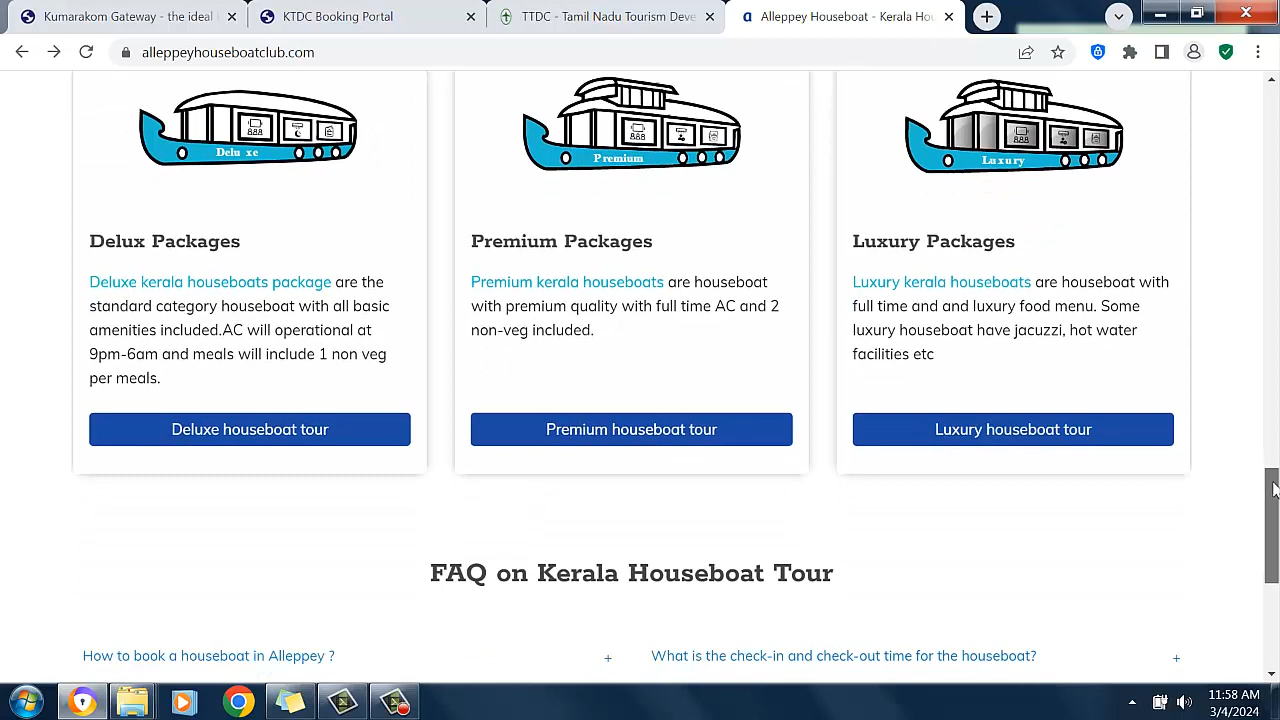 Kumarakom Gateway - the ideal
KTDC Booking Portal
TTDC - Tamil Nadu Tourism Deve
Alleppey Houseboat - Kerala Ho
alleppeyhouseboatclub.com
Delu xe
Premium
Luxury
Delux Packages
Premium Packages
Luxury Packages
Deluxe kerala houseboats package are the
standard category houseboat with all basic
amenities included.AC will operational at
9pm-6am and meals will include 1 non veg
per meals.
Premium kerala houseboats are houseboat
with premium quality with full time AC and 2
non-veg included.
Luxury kerala houseboats are houseboat with
full time and and luxury food menu. Some
luxury houseboat have jacuzzi, hot water
facilities etc
Deluxe houseboat tour
Premium houseboat tour
Luxury houseboat tour
FAQ on Kerala Houseboat Tour
How to book a houseboat in Alleppey ? +
What is the check-in and check-out time for the houseboat? +
11:58 AM
3/4/2024